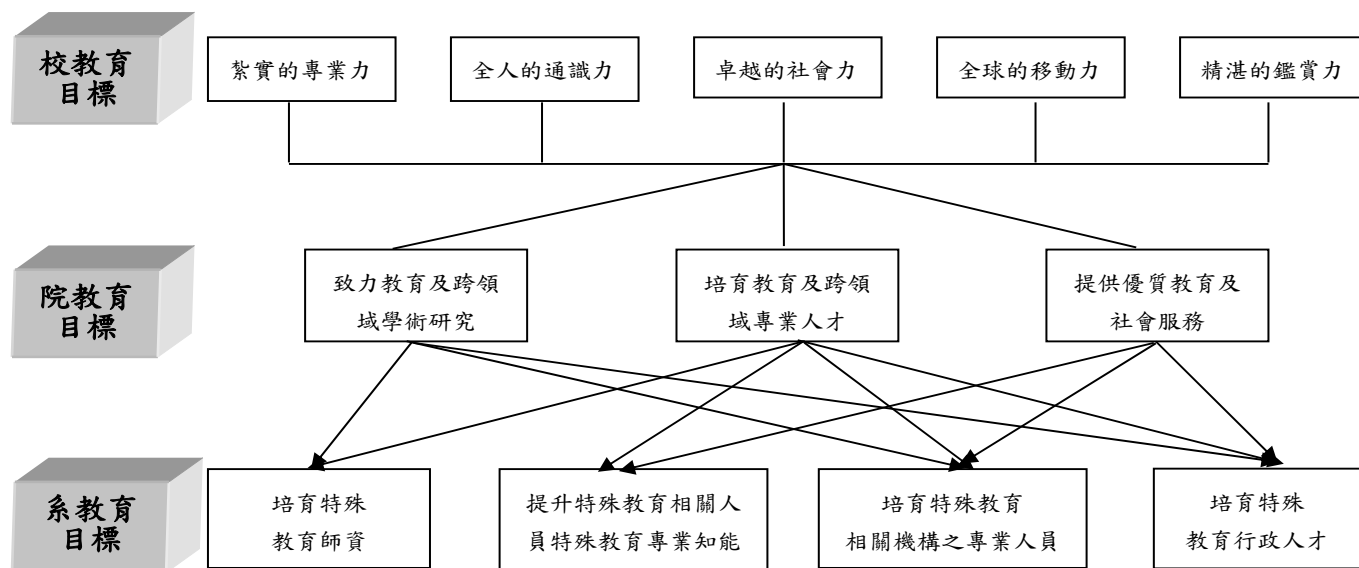 校教育
目標
紮實的專業力
全人的通識力
卓越的社會力
全球的移動力
精湛的鑑賞力
院教育
目標
致力教育及跨領
域學術研究
培育教育及跨領
域專業人才
提供優質教育及
社會服務
系教育
目標
培育特殊
教育師資
提升特殊教育相關人
員特殊教育專業知能
培育特殊教育
相關機構之專業人員
培育特殊
教育行政人才